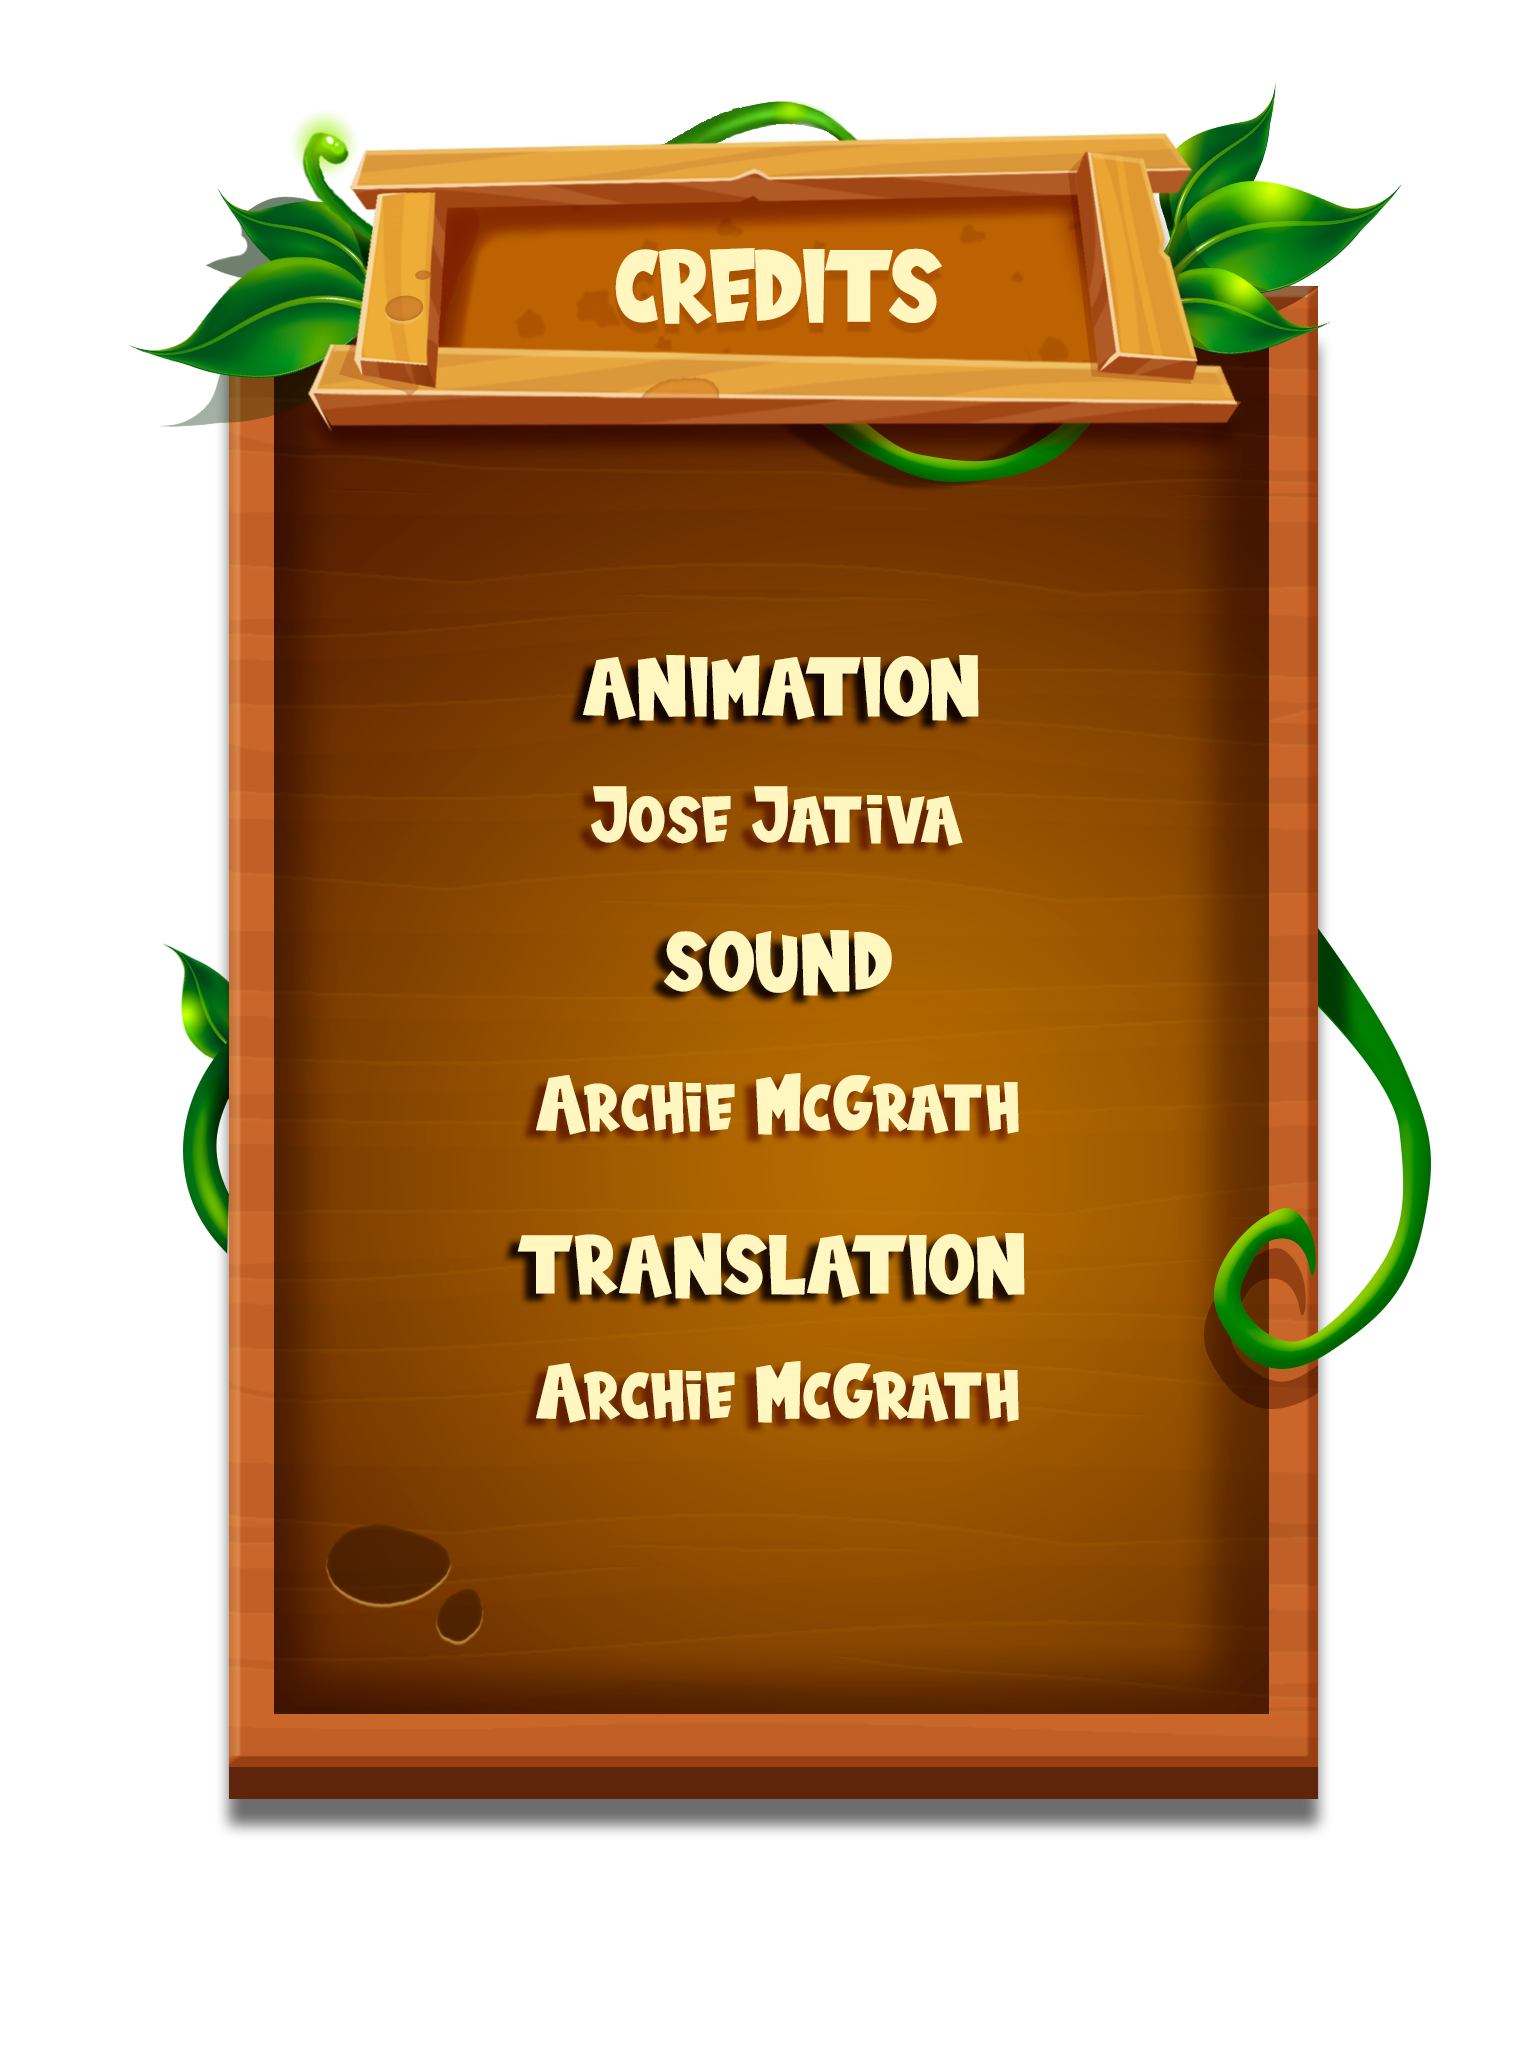 CREDITS
ANIMATION
Jose Jativa
SOUND
Archie McGrath
TRANSLATION
Archie McGrath